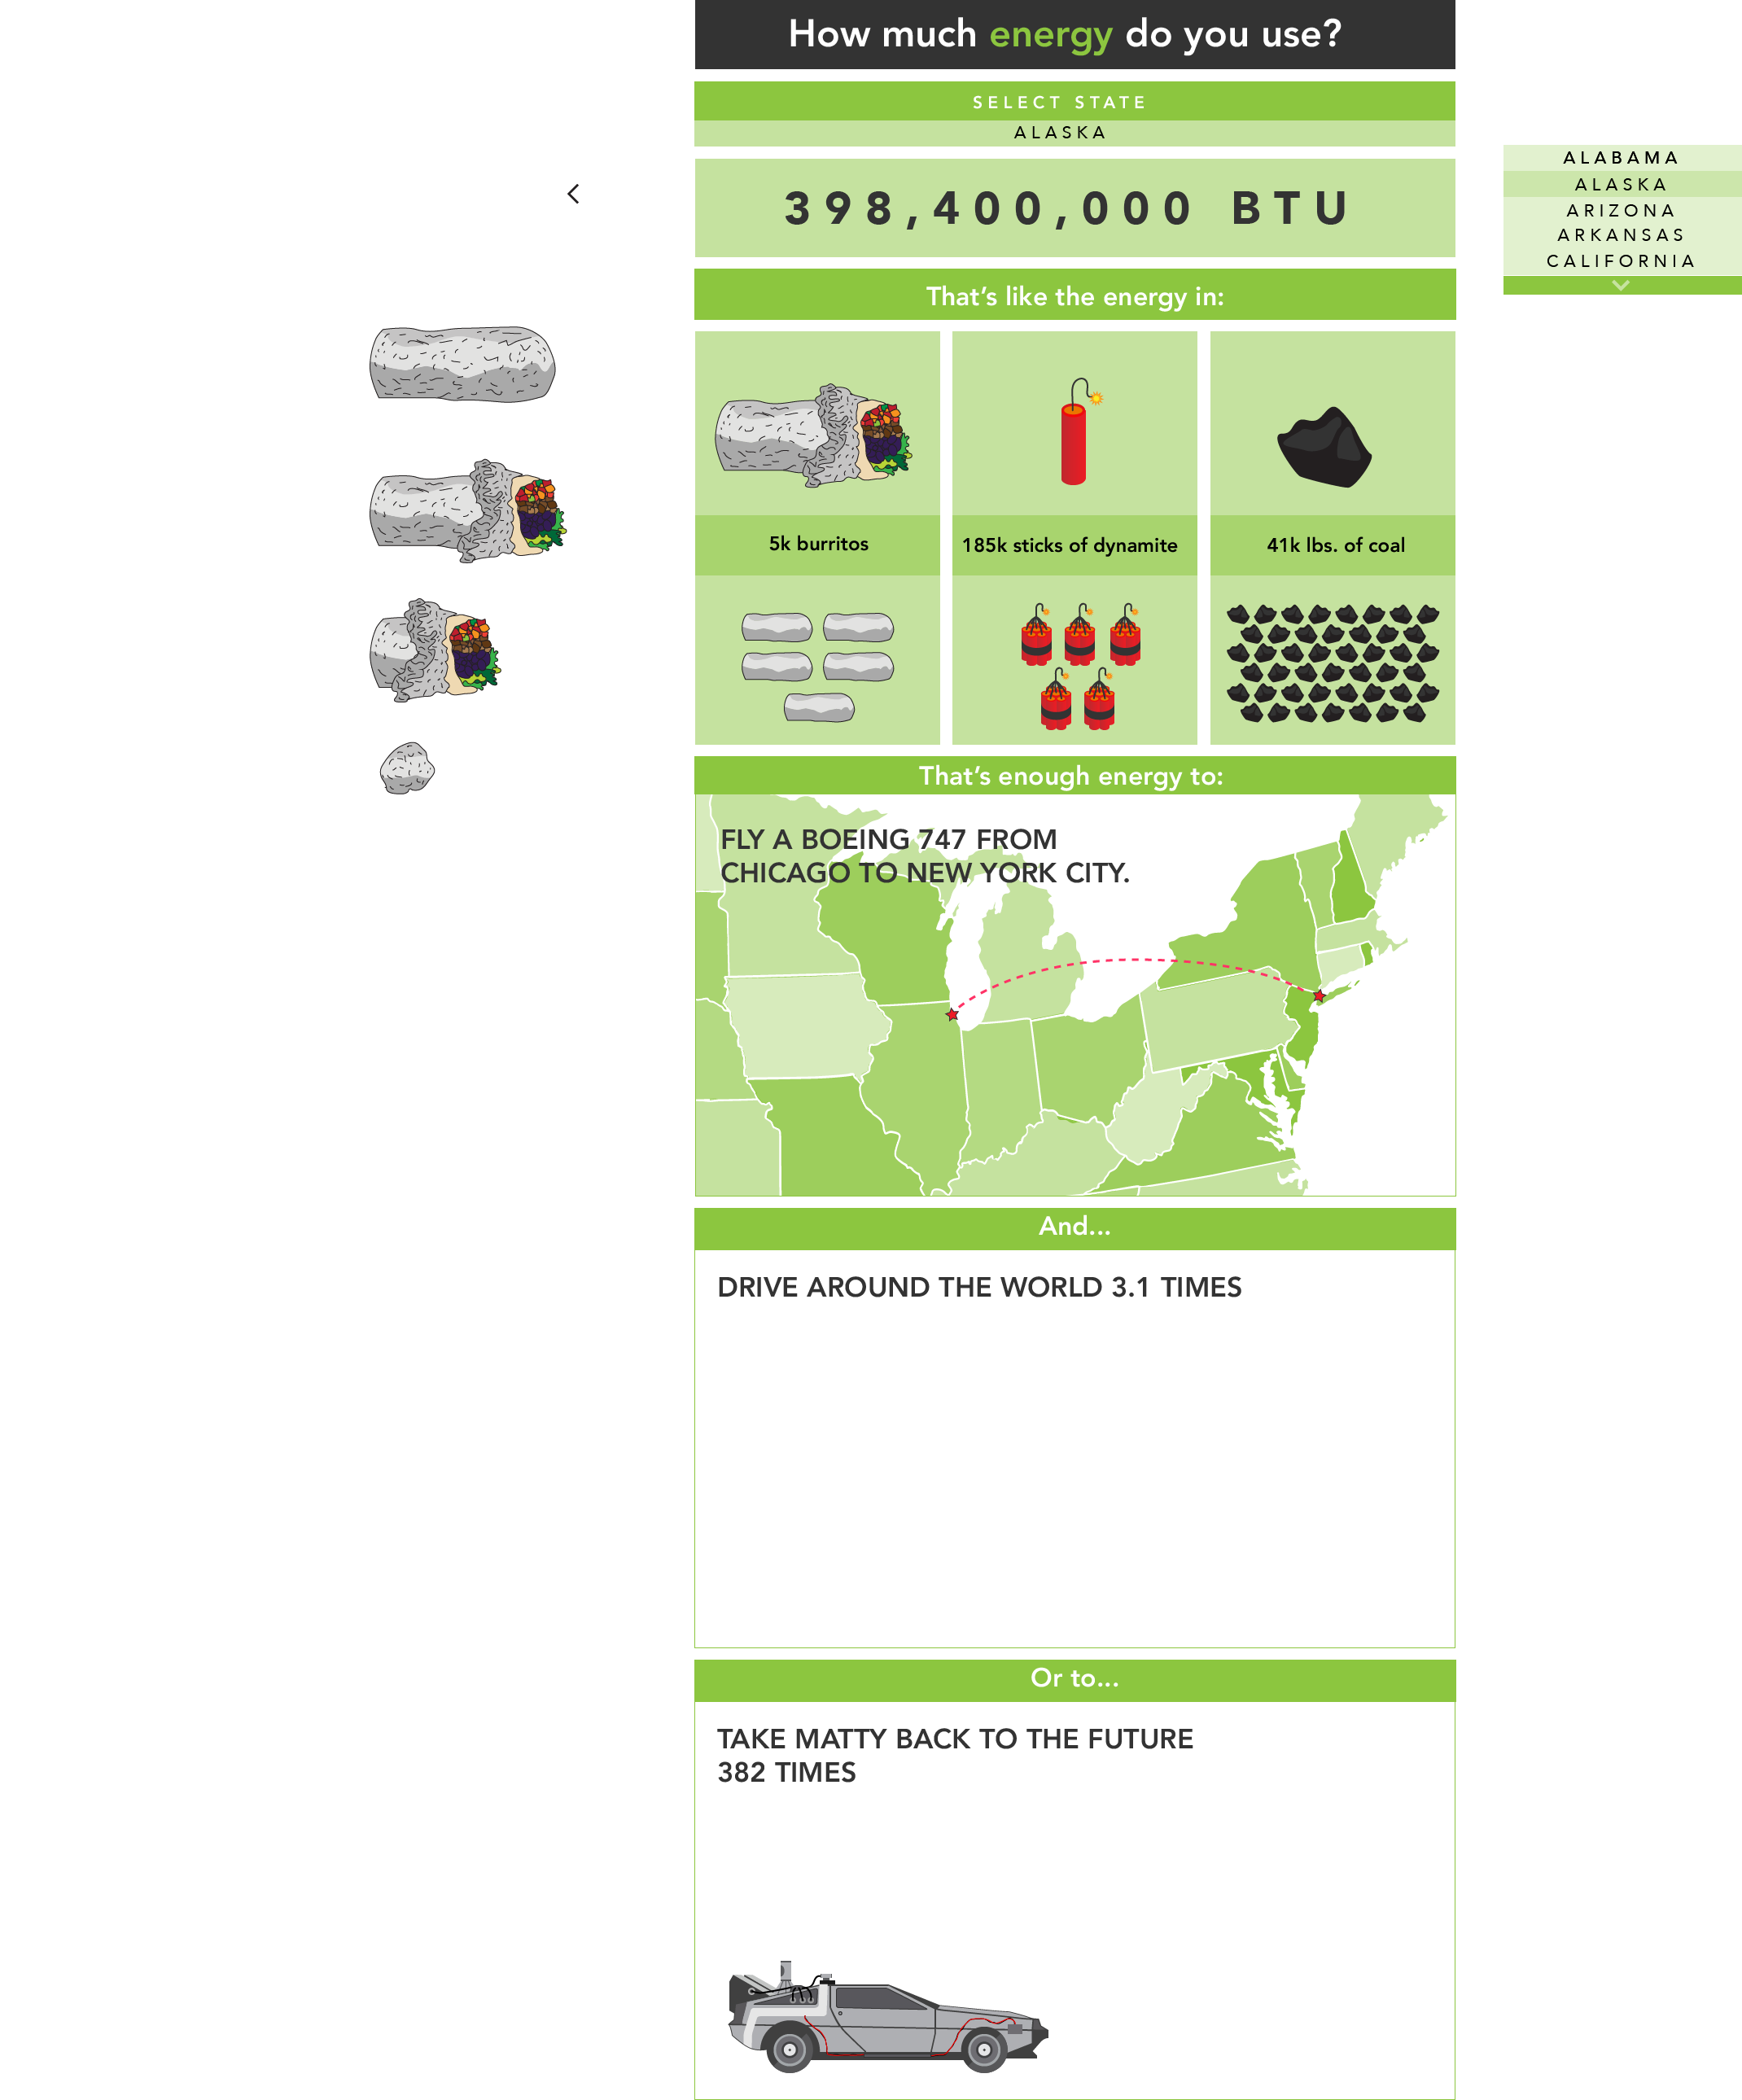 How much energy do you use?
SELECT STATE
ALASKA
ALABAMA
ALASKA
ARIZONA
ARKANSAS
CALIFORNIA
398,400,000 BTU
That's like the energy in:
5k burritos
185k sticks of dynamite
41k lbs. of coal
That's enough energy to:
FLY A BOEING 747 FROM
CHICAGO TO NEW YORK CITY.
And...
DRIVE AROUND THE WORLD 3.1 TIMES
Or to...
TAKE MATTY BACK TO THE FUTURE
382 TIMES